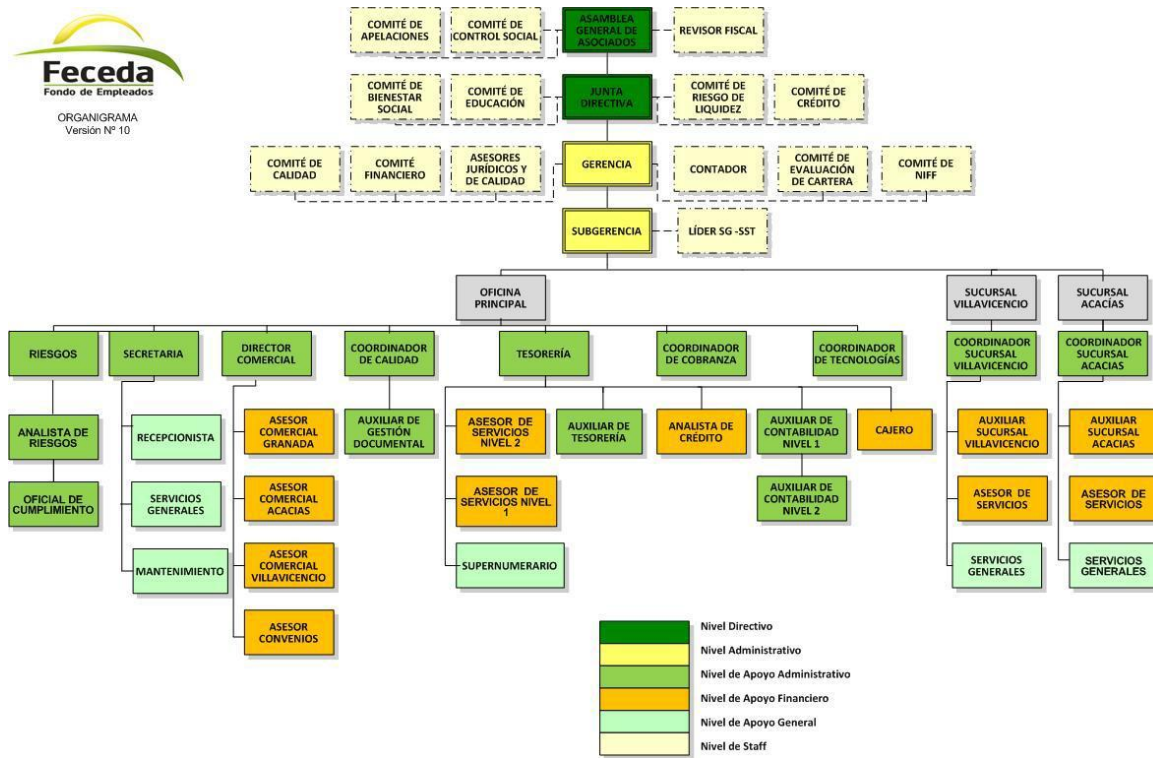 Feceda
Fondo de Empleados
ORGANIGRAMA
Versión Nº 10
COMITÉ DE
APELACIONES
COMITÉ DE
CONTROL SOCIAL
ASAMBLEA
GENERAL DE
ASOCIADOS
REVISOR FISCAL
COMITÉ DE
BIENESTAR
SOCIAL
COMITÉ DE
EDUCACIÓN
JUNTA
DIRECTIVA
COMITÉ DE
RIESGO DE
LIQUIDEZ
COMITÉ DE
CRÉDITO
COMITÉ DE
CALIDAD
COMITÉ
FINANCIERO
ASESORES
JURÍDICOS Y
DE CALIDAD
GERENCIA
CONTADOR
COMITÉ DE
EVALUACIÓN
DE CARTERA
COMITÉ DE
NIFF
SUBGERENCIA
LÍDER SG -SST
OFICINA
PRINCIPAL
SUCURSAL
VILLAVICENCIO
SUCURSAL
ACACÍAS
RIESGOS
SECRETARIA
DIRECTOR
COMERCIAL
COORDINADOR
DE CALIDAD
TESORERÍA
COORDINADOR
DE COBRANZA
COORDINADOR
DE TECNOLOGÍAS
COORDINADOR
SUCURSAL
VILLAVICENCIO
COORDINADOR
SUCURSAL
ACACIAS
ANALISTA DE
RIESGOS
RECEPCIONISTA
ASESOR
COMERCIAL
GRANADA
AUXILIAR DE
GESTIÓN
DOCUMENTAL
ASESOR DE
SERVICIOS
NIVEL 2
AUXILIAR DE
TESORERÍA
ANALISTA DE
CRÉDITO
AUXILIAR DE
CONTABILIDAD
NIVEL 1
CAJERO
AUXILIAR
SUCURSAL
VILLAVICENCIO
AUXILIAR
SUCURSAL
ACACIAS
OFICIAL DE
CUMPLIMIENTO
SERVICIOS
GENERALES
ASESOR
COMERCIAL
ACACIAS
ASESOR DE
SERVICIOS NIVEL
1
AUXILIAR DE
CONTABILIDAD
NIVEL 2
ASESOR DE
SERVICIOS
ASESOR DE
SERVICIOS
MANTENIMIENTO
ASESOR
COMERCIAL
VILLAVICENCIO
SUPERNUMERARIO
SERVICIOS
GENERALES
SERVICIOS
GENERALES
ASESOR
CONVENIOS
Nivel Directivo
Nivel Administrativo
Nivel de Apoyo Administrativo
Nivel de Apoyo Financiero
Nivel de Apoyo General
Nivel de Staff